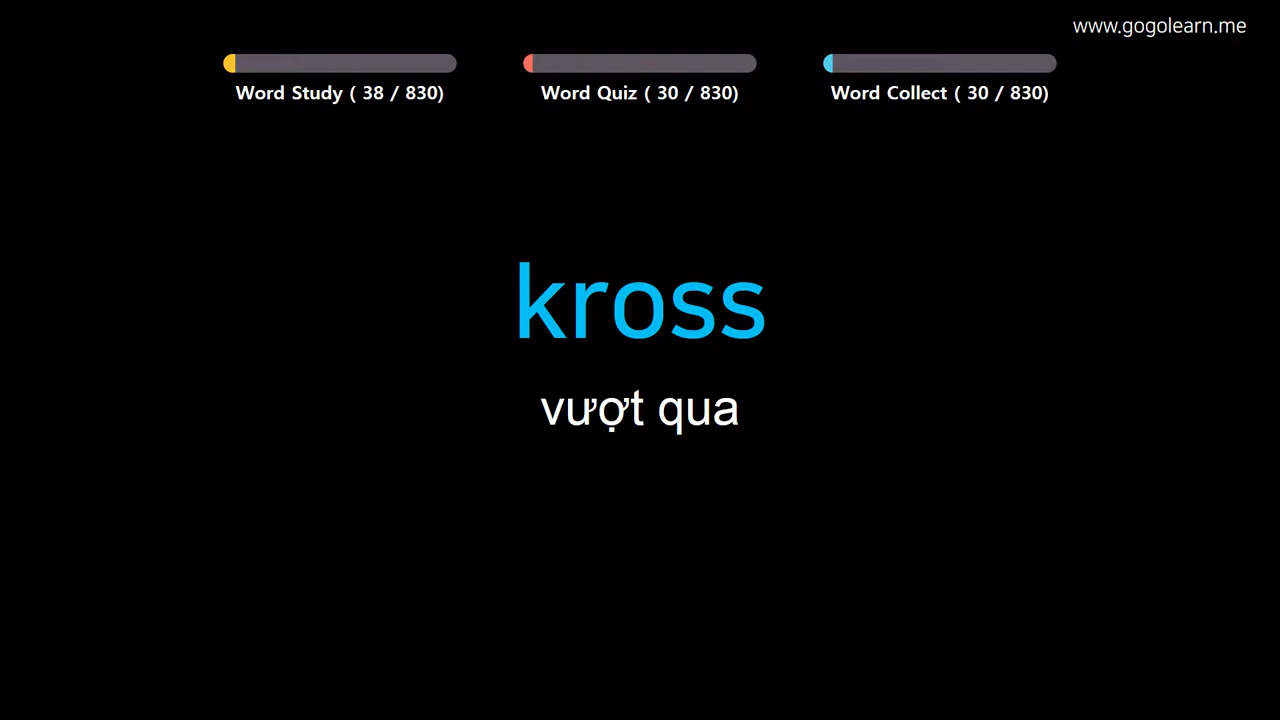 www.gogolearn.me
Word Study ( 38 / 830)
Word Quiz ( 30 / 830)
Word Collect ( 30 / 830)
kross
vượt qua